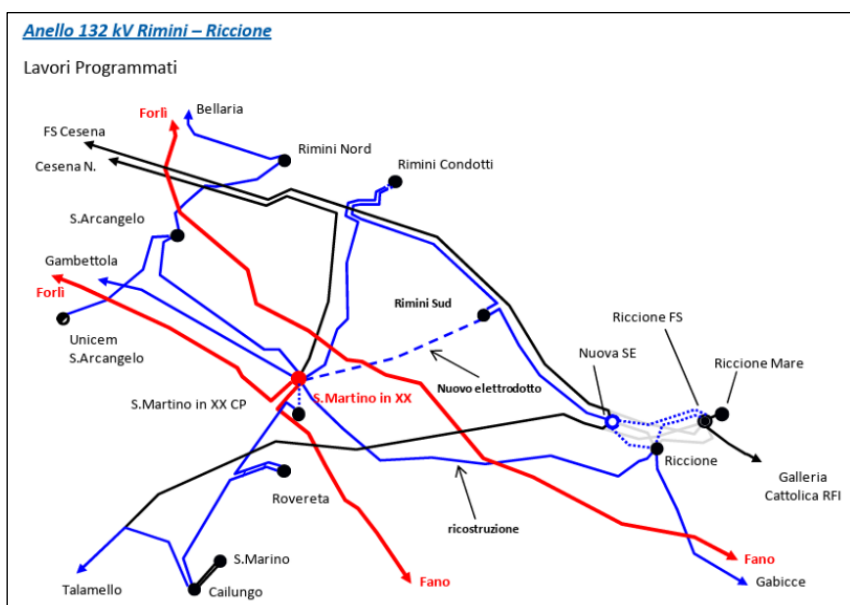 Anello 132 kV Rimini – Riccione
Lavori Programmati
Forlì
Bellaria
FS Cesena
Cesena N.
Rimini Nord
Rimini Condotti
S.Arcangelo
Gambettola
Forlì
Rimini Sud
Riccione FS
Unicem
S.Arcangelo
Nuova SE
Riccione Mare
Nuovo elettrodotto
S.Martino in XX CP
S.Martino in XX
Riccione
Galleria
Cattolica RFI
Rovereta
ricostruzione
S.Marino
Fano
Talamello
Cailungo
Fano
Gabicce